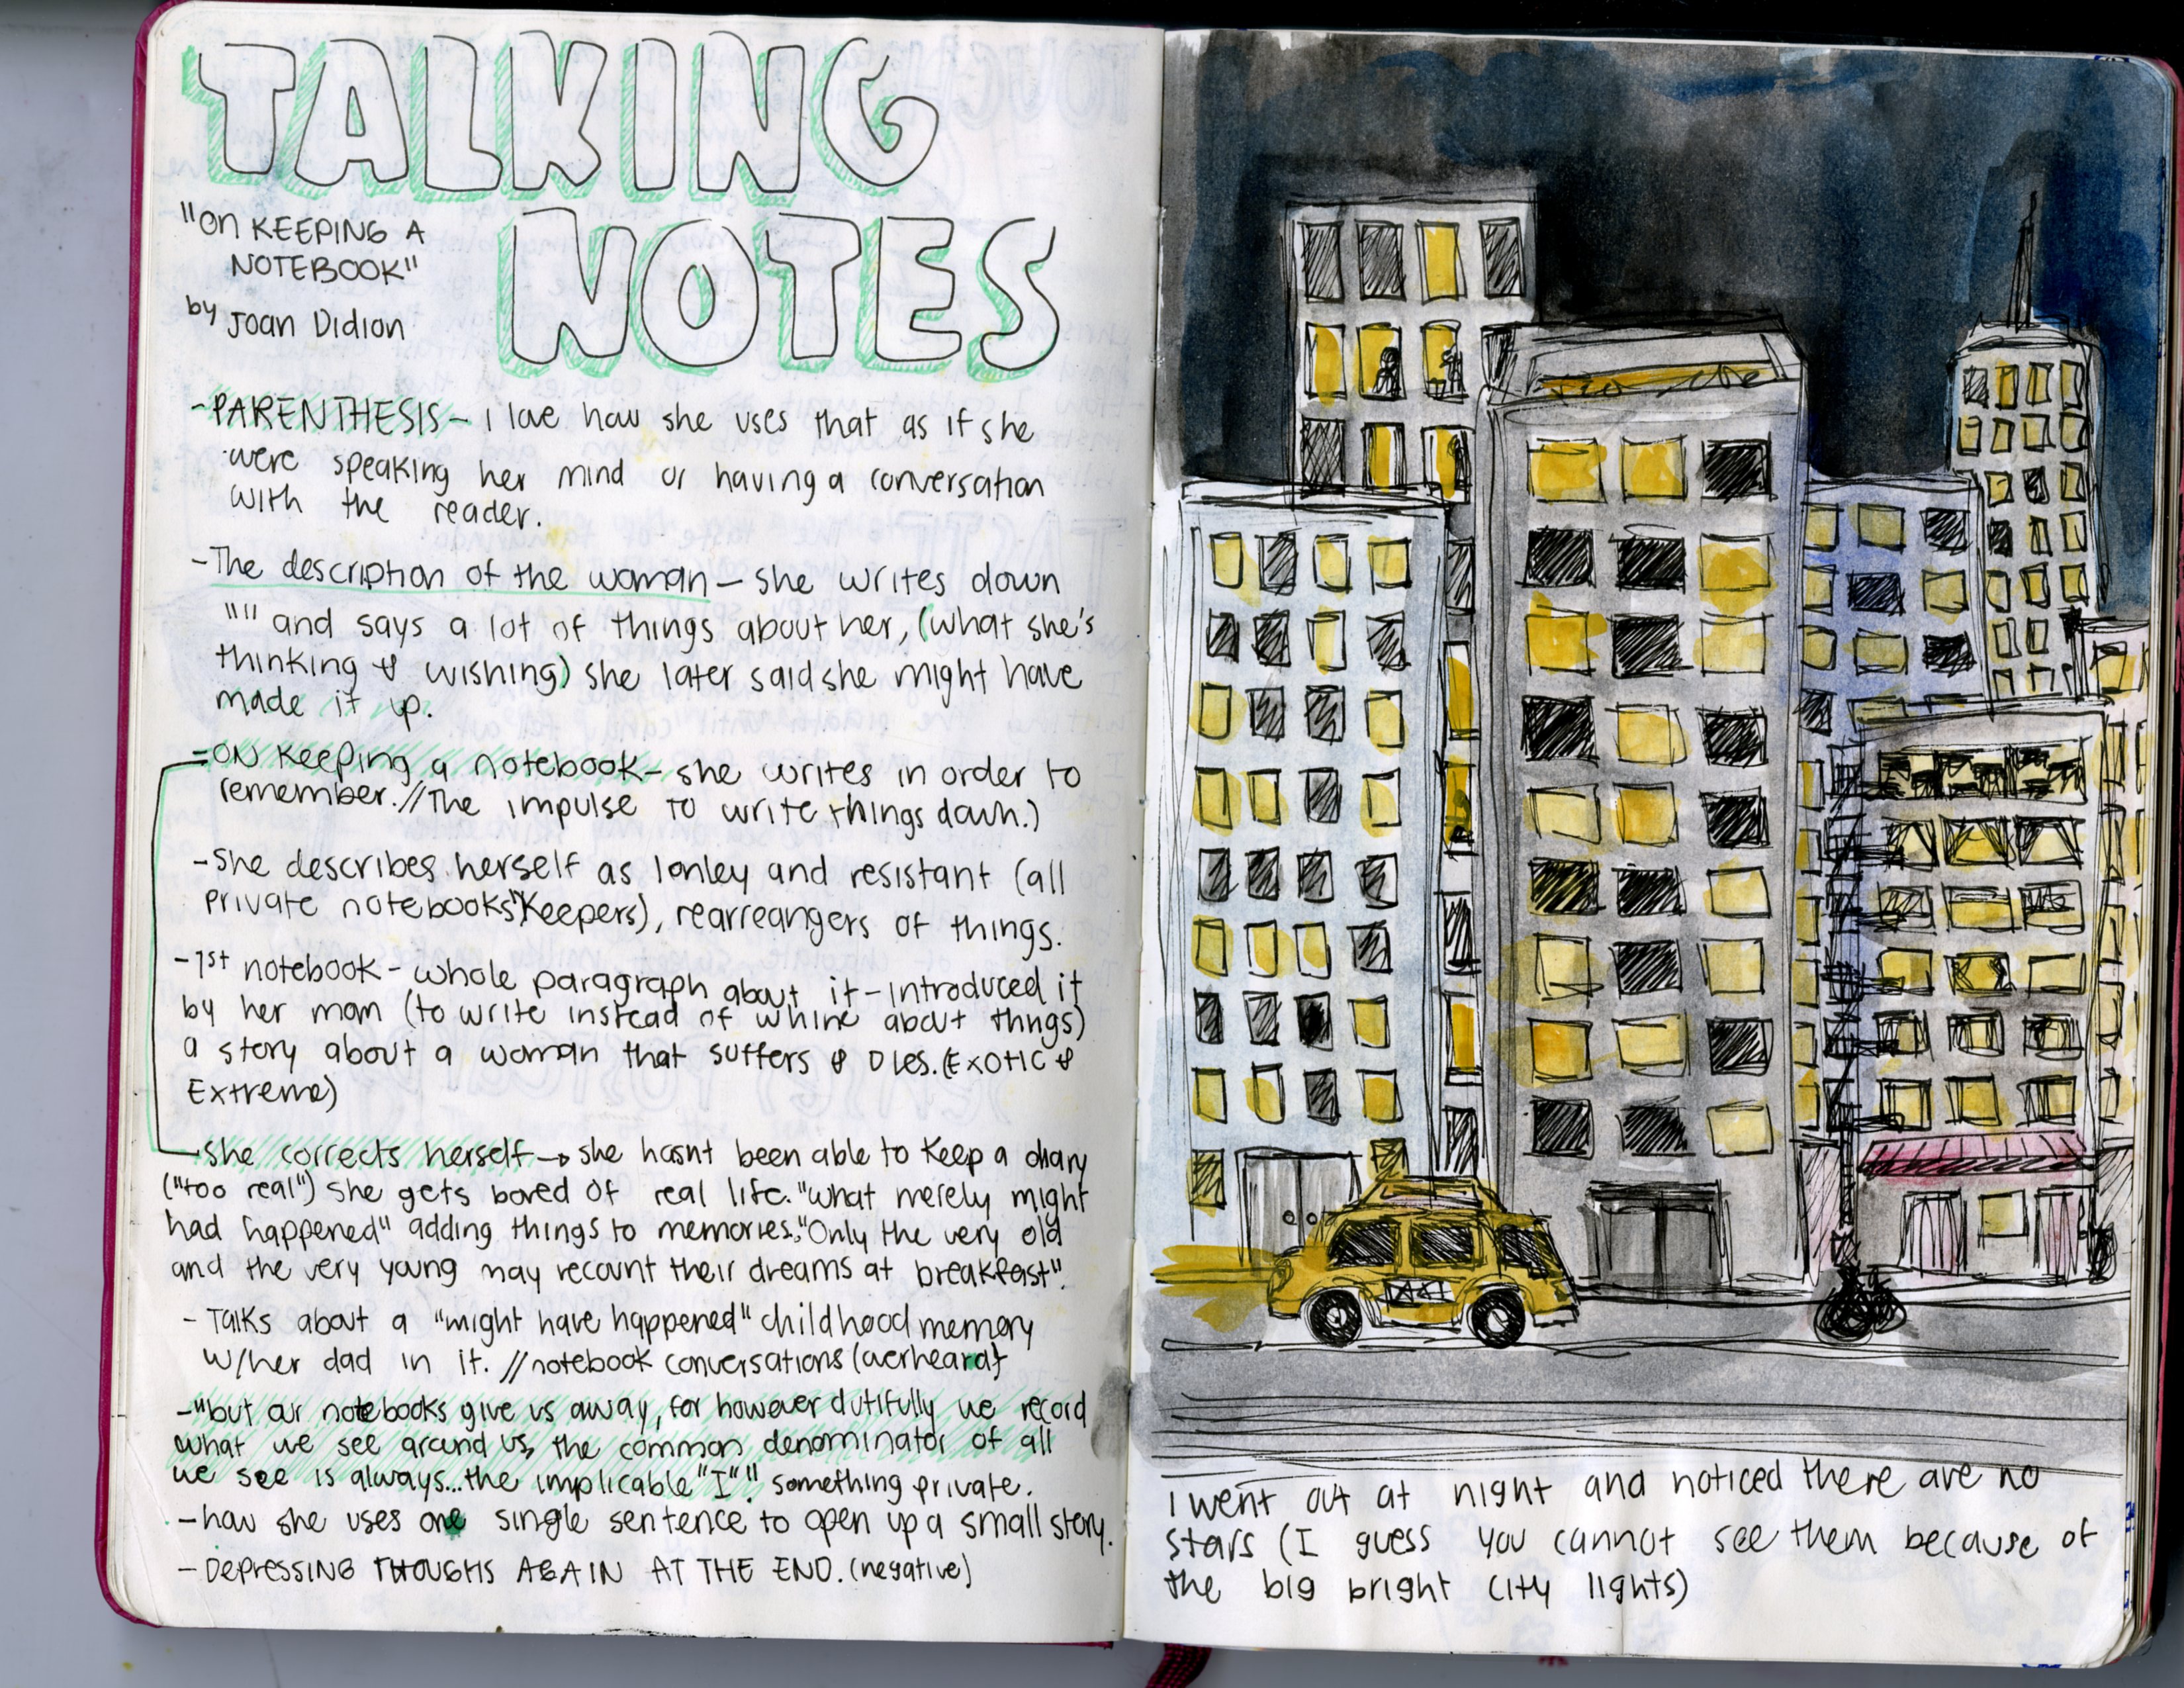 TALKING
NOTES
"On KEEPING A
NOTEBOOK"
by Joan Didion
-PARENTHESIS- I love how she uses that as if she
were speaking her mind or having a conversation
with the reader.
-The description of the woman - she writes down
"" and says a lot of things about her, (what she's
thinking & wishing) she later said she might have
made it up.
=ON Keeping a notebook- she writes in order to
remember. //The impulse to write things down.)
-She describes herself as lonley and resistant (all
Private notebooks" Keepers), rearreangers of things.
-1st notebook - whole paragraph about it - introduced it
by her mom (to write instead of whine about thngs)
a story about a woman that suffers & Dies. (Exotic &
Extreme)
She corrects herself → she hasnt been able to keep a diary
("too real") she gets bored of real life. "what merely might
had happened" adding things to memories. "Only the very old
and the very young may recount their dreams at breakfast".
- Talks about a "might have happened" childhood memory
w/her dad in it. //notebook conversations (overheard)
-"but our notebooks give us away, for however dutifully we record
what we see around us, the common denominator of all
we see is always... the implicable "I"." something private.
- how she uses one single sentence to open up a small story.
- DEPRESSING THOUGHS AGAIN AT THE END. (negative)
TAXI
I went out at night and noticed there are no
stars (I guess you cannot see them because of
the big bright city lights)